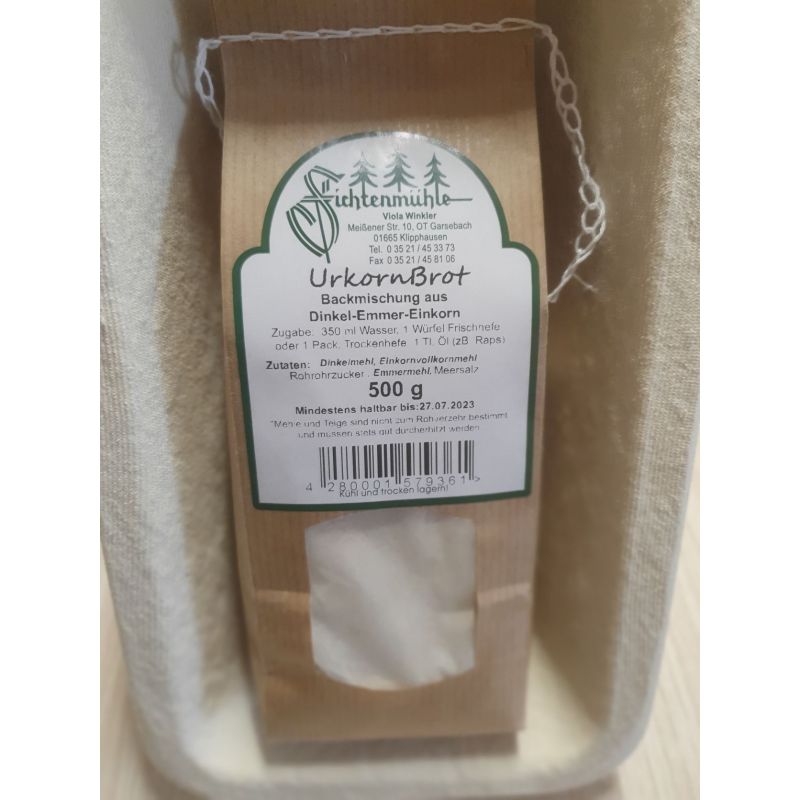 Fichtenmühle
Viola Winkler
Meißener Str. 10, OT Garsebach
01665 Klipphausen
Tel. 0 35 21 / 45 33 73
Fax 0 35 21 / 45 81 06
UrkornBrot
Backmischung aus
Dinkel-Emmer-Einkorn
Zugabe: 350 ml Wasser, 1 Würfel Frischhefe
oder 1 Pack. Trockenhefe 1 Tl. Öl (zB. Raps)
Zutaten: Dinkelmehl, Einkornvollkornmehl
Rohrohrzucker , Emmermehl, Meersalz
500 g
Mindestens haltbar bis:27.07.2023
*Mehle und Teige sind nicht zum Rohverzehr bestimmt
und müssen stets gut durcherhitzt werden
4 280001 579361 >
Kühl und trocken lagern!